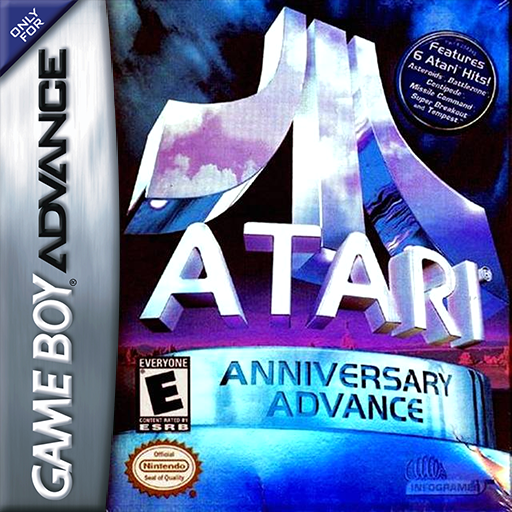 ONLY
FOR
GAME BOY ADVANCE
®
Features
6 Atari® Hits!
Asteroids® Battlezone®
Centipede®
Missile Command®
Super Breakout®
and Tempest®
ATARI®
ANNIVERSARY
ADVANCE
EVERYONE
E
CONTENT RATED BY
ESRB
Official
Nintendo
Seal of Quality
INFOGRAMES